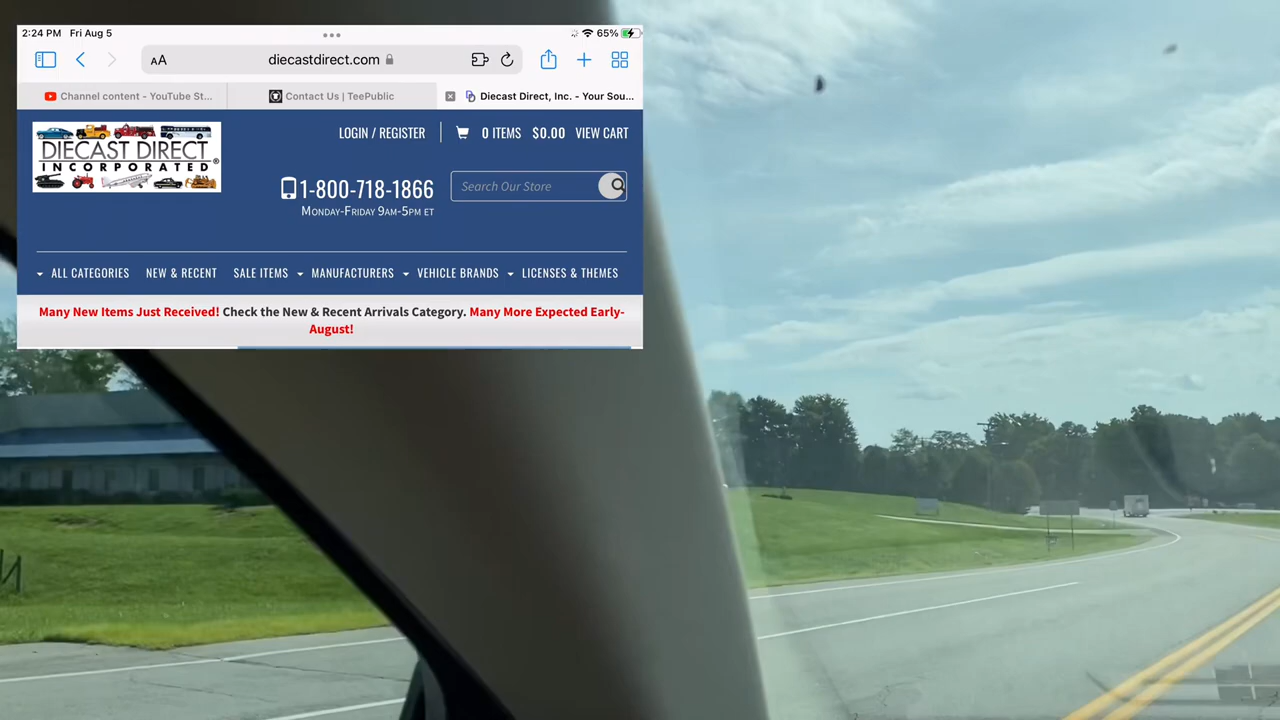 2:24 PM Fri Aug 5
65%
AA diecastdirect.com
Channel content - YouTube St...
Contact Us | TeePublic
Diecast Direct, Inc. - Your Sou...
DIECAST DIRECT
INCORPORATED®
LOGIN / REGISTER
0 ITEMS $0.00 VIEW CART
1-800-718-1866
MONDAY-FRIDAY 9AM-5PM ET
Search Our Store
ALL CATEGORIES NEW & RECENT SALE ITEMS MANUFACTURERS VEHICLE BRANDS LICENSES & THEMES
Many New Items Just Received! Check the New & Recent Arrivals Category. Many More Expected Early-
August!